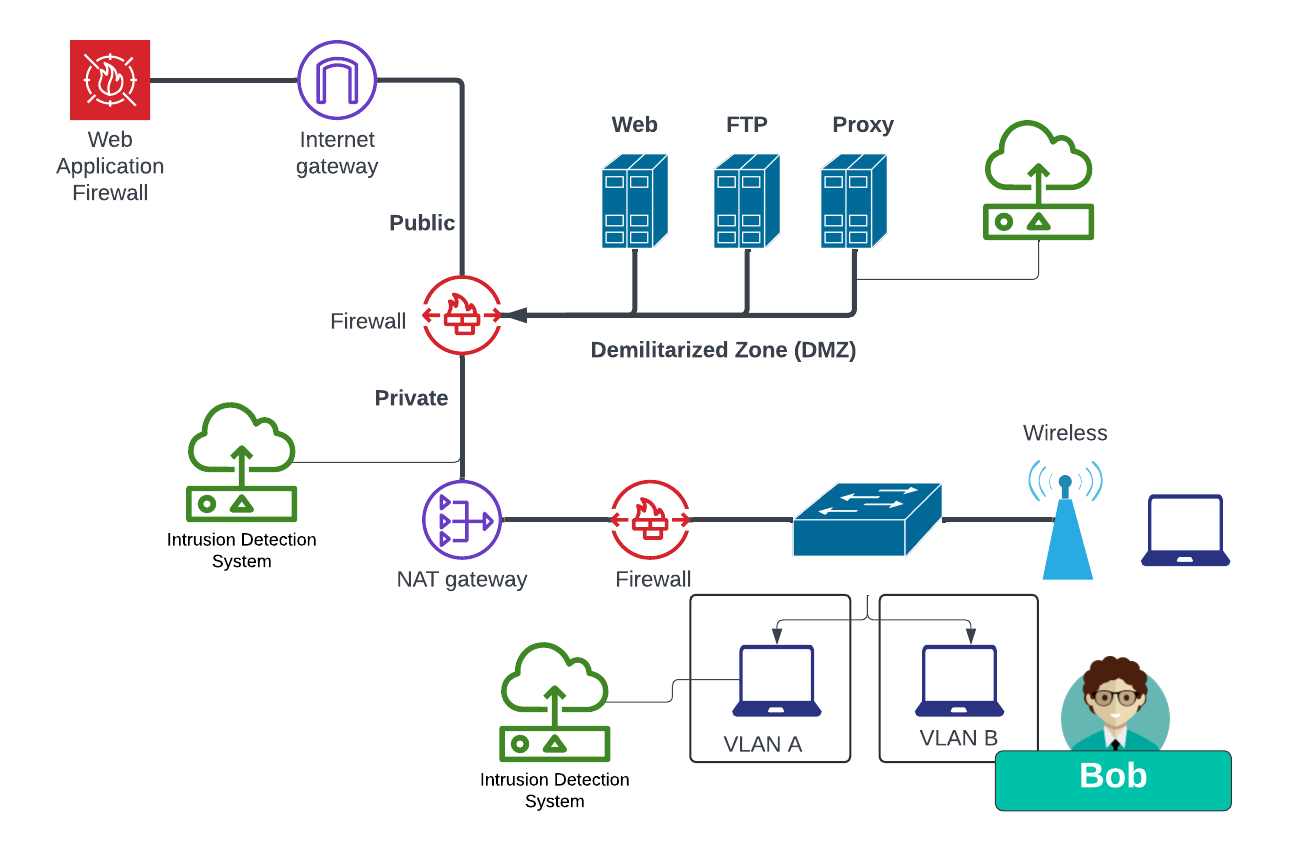 Web
Application
Firewall
Internet
gateway
Public
Web
FTP
Proxy
Firewall
Demilitarized Zone (DMZ)
Private
Intrusion Detection
System
NAT gateway
Firewall
Wireless
VLAN A
VLAN B
Intrusion Detection
System
Bob